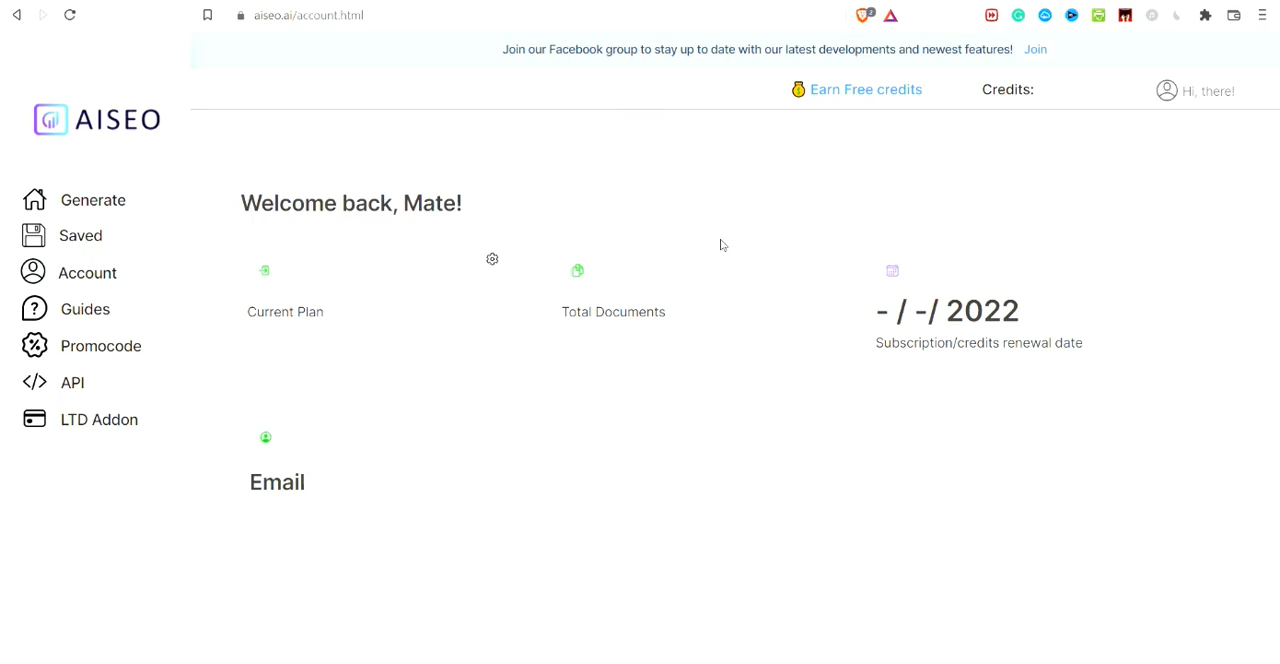 aiseo.ai/account.html
2
Join our Facebook group to stay up to date with our latest developments and newest features! Join
Earn Free credits
Credits:
Hi, there!
AISEO
Generate
Saved
Account
Guides
Promocode
API
LTD Addon
Welcome back, Mate!
Current Plan
Total Documents
- / -/ 2022
Subscription/credits renewal date
Email